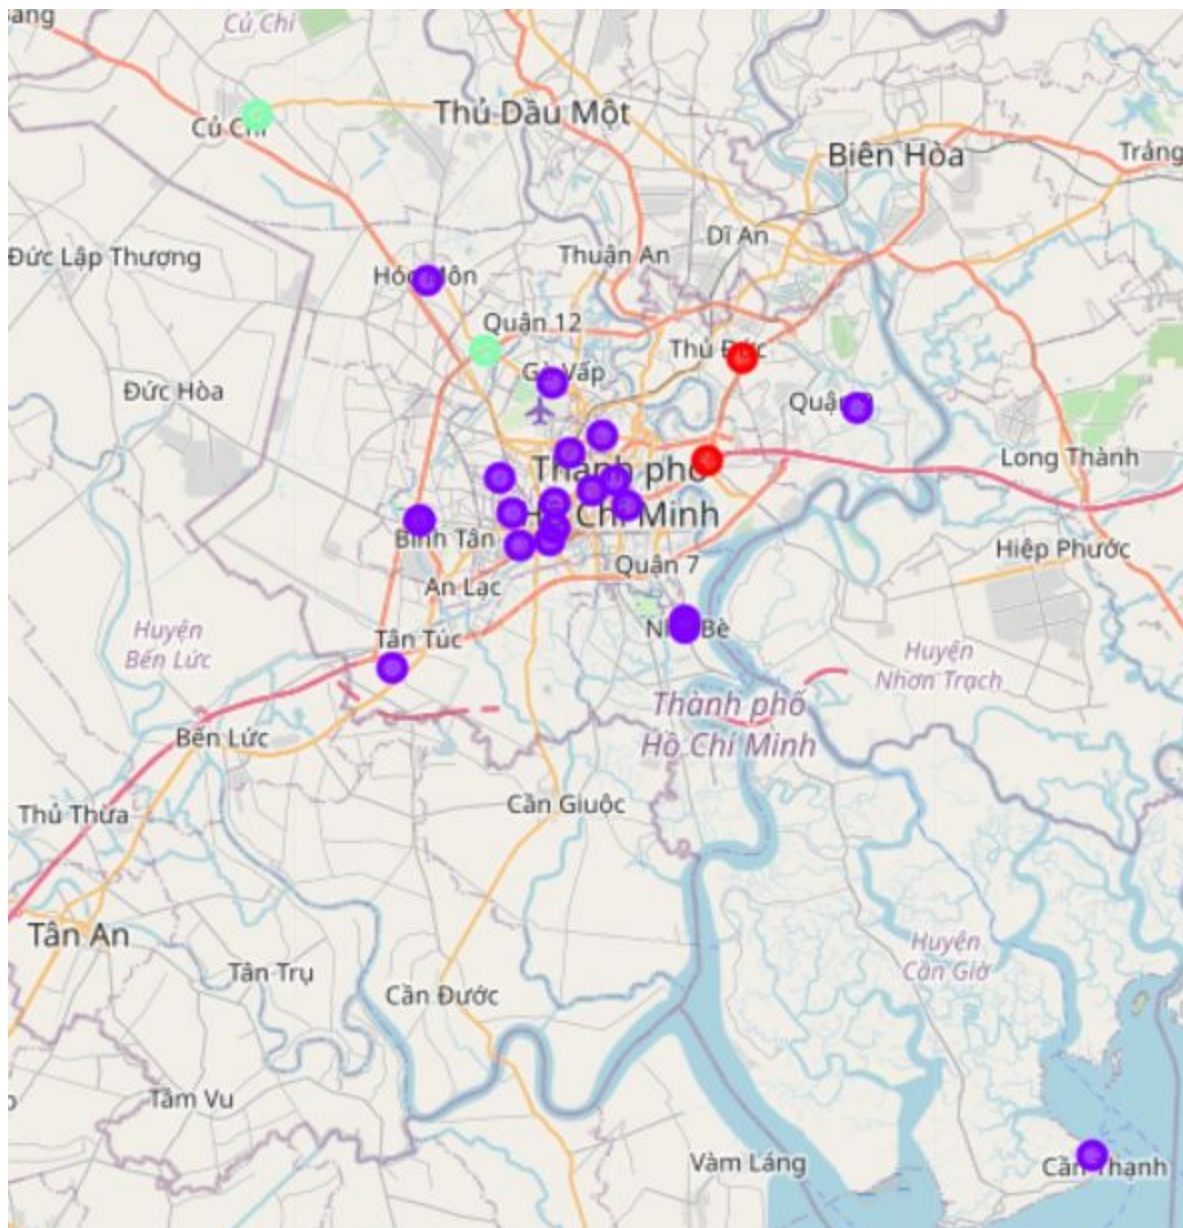 Củ Chi
Củ Chi
Thủ Dầu Một
Biên Hòa
Trảng
Đức Lập Thượng
Thuận An
Dĩ An
Hóc Môn
Quận 12
Thủ Đức
Gò Vấp
Đức Hòa
Quận 9
Long Thành
Thành phố
Hồ Chí Minh
Bình Tân
Hiệp Phước
Quận 7
An Lạc
Huyện
Bến Lức
Tân Túc
Nhà Bè
Huyện
Nhơn Trạch
Thành phố
Hồ Chí Minh
Bến Lức
Cần Giuộc
Thủ Thừa
Tân An
Huyện
Cần Giờ
Tân Trụ
Cần Đước
Tầm Vu
Vàm Láng
Cần Thạnh